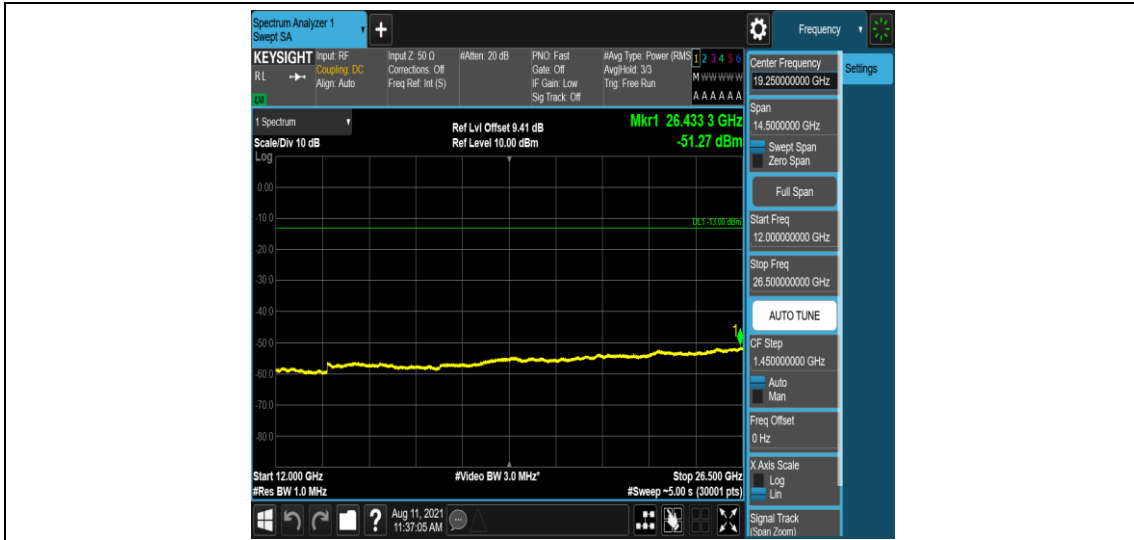 Spectrum Analyzer 1
Swept SA
+
Frequency
KEYSIGHT
RL
Input: RF
Coupling: DC
Align: Auto
Input Z: 50 Ω
Corrections: Off
Freq Ref: Int (S)
#Atten: 20 dB
PNO: Fast
Gate: Off
IF Gain: Low
Sig Track: Off
#Avg Type: Power (RMS
Avg|Hold: 3/3
Trig: Free Run
1 2 3 4 5 6
M W W W W W
A A A A A A
1 Spectrum
Scale/Div 10 dB
Log
Ref Lvl Offset 9.41 dB
Ref Level 10.00 dBm
Mkr1 26.433 3 GHz
-51.27 dBm
0.00
-10.0
DL1 -13.00 dBm
-20.0
-30.0
-40.0
1
-50.0
-60.0
-70.0
-80.0
Start 12.000 GHz
#Res BW 1.0 MHz
#Video BW 3.0 MHz*
Stop 26.500 GHz
#Sweep ~5.00 s (30001 pts)
?
Aug 11, 2021
11:37:05 AM
Center Frequency
19.250000000 GHz
Settings
Span
14.5000000 GHz
Swept Span
Zero Span
Full Span
Start Freq
12.000000000 GHz
Stop Freq
26.500000000 GHz
AUTO TUNE
CF Step
1.450000000 GHz
Auto
Man
Freq Offset
0 Hz
X Axis Scale
Log
Lin
Signal Track
(Span Zoom)